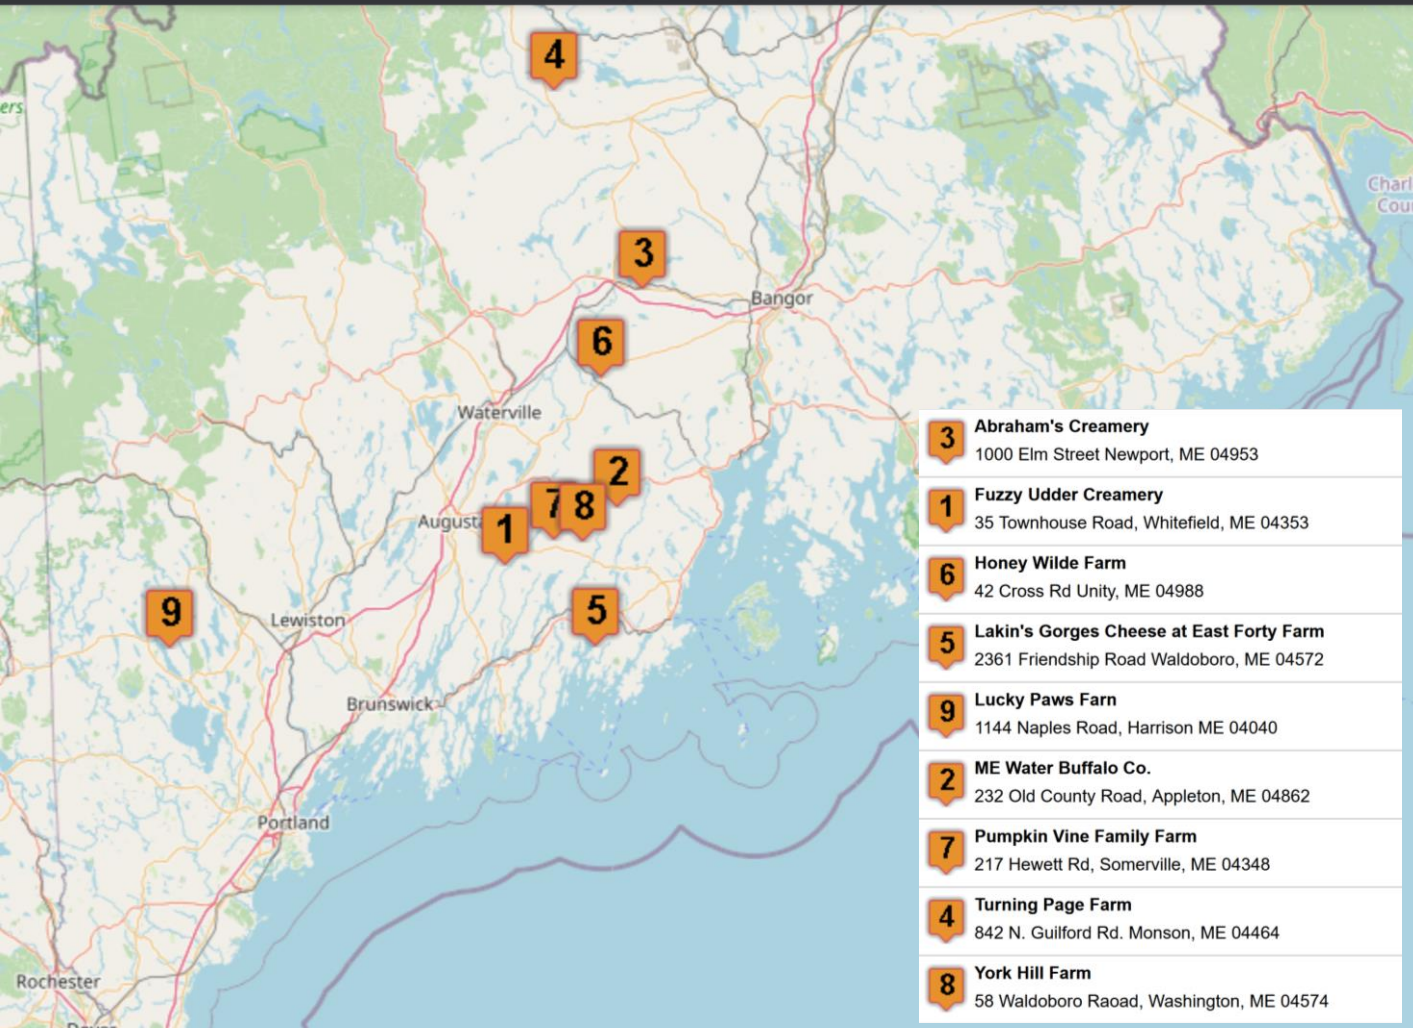 ers
4
Charl
Cou
3
Bangor
6
Waterville
2
7
8
Augusta
1
9
5
Lewiston
Brunswick
Portland
Rochester
Dover
3
Abraham's Creamery
1000 Elm Street Newport, ME 04953
1
Fuzzy Udder Creamery
35 Townhouse Road, Whitefield, ME 04353
6
Honey Wilde Farm
42 Cross Rd Unity, ME 04988
5
Lakin's Gorges Cheese at East Forty Farm
2361 Friendship Road Waldoboro, ME 04572
9
Lucky Paws Farn
1144 Naples Road, Harrison ME 04040
2
ME Water Buffalo Co.
232 Old County Road, Appleton, ME 04862
7
Pumpkin Vine Family Farm
217 Hewett Rd, Somerville, ME 04348
4
Turning Page Farm
842 N. Guilford Rd. Monson, ME 04464
8
York Hill Farm
58 Waldoboro Raoad, Washington, ME 04574